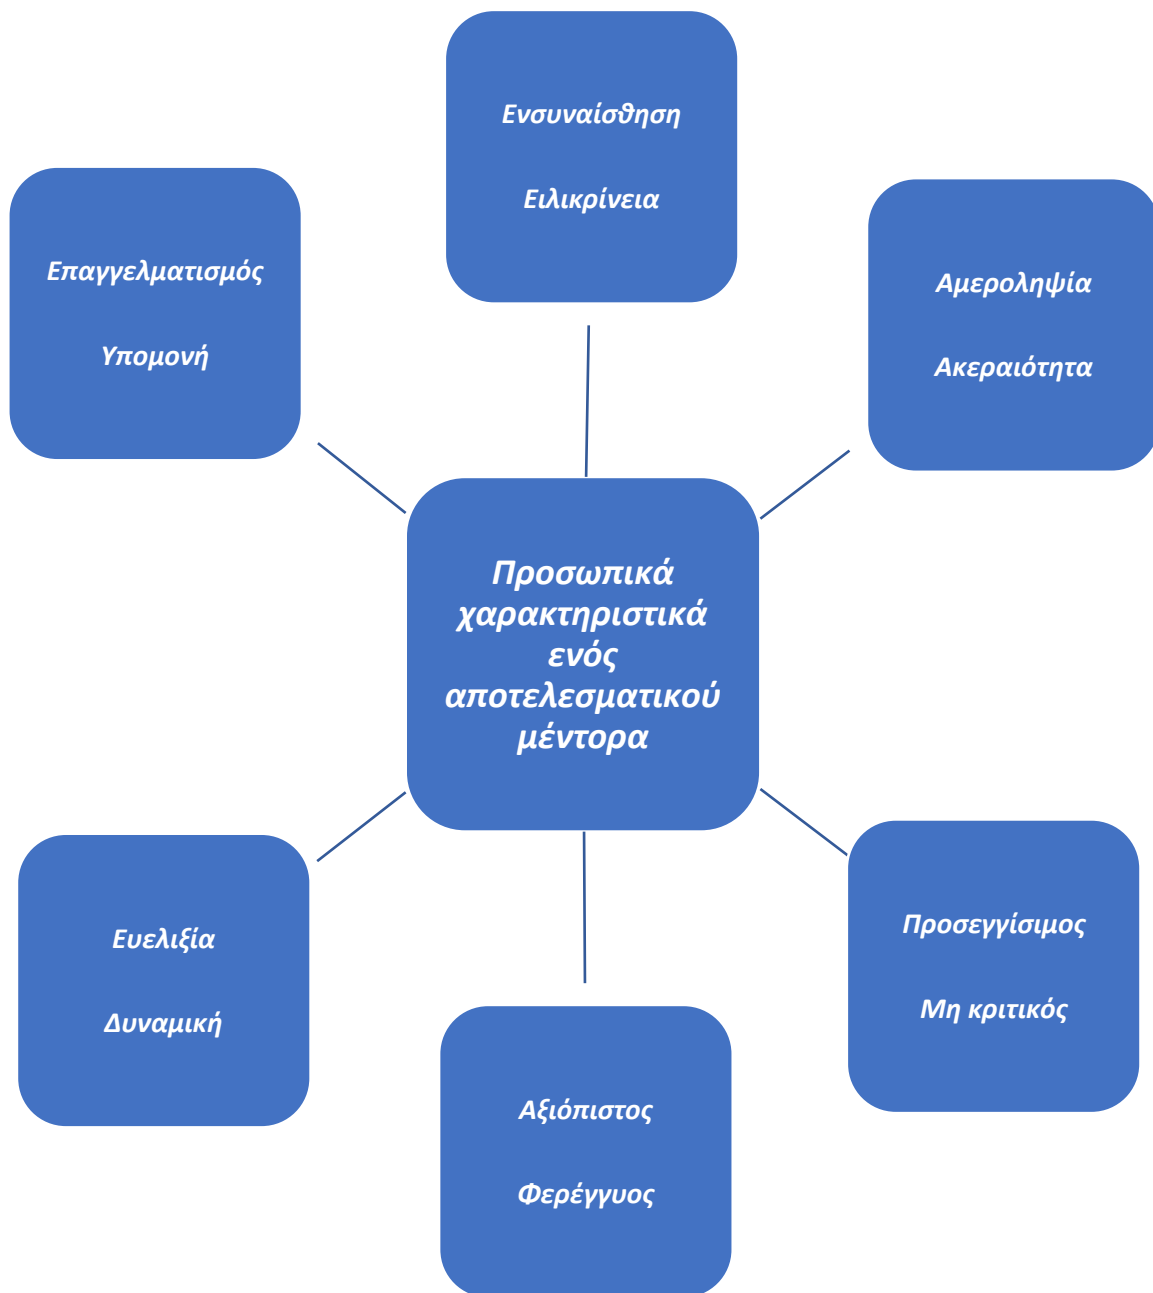 Ενσυναίσθηση
Ειλικρίνεια
Επαγγελματισμός
Υπομονή
Αμεροληψία
Ακεραιότητα
Προσωπικά
χαρακτηριστικά
ενός
αποτελεσματικού
μέντορα
Ευελιξία
Δυναμική
Προσεγγίσιμος
Μη κριτικός
Αξιόπιστος
Φερέγγυος